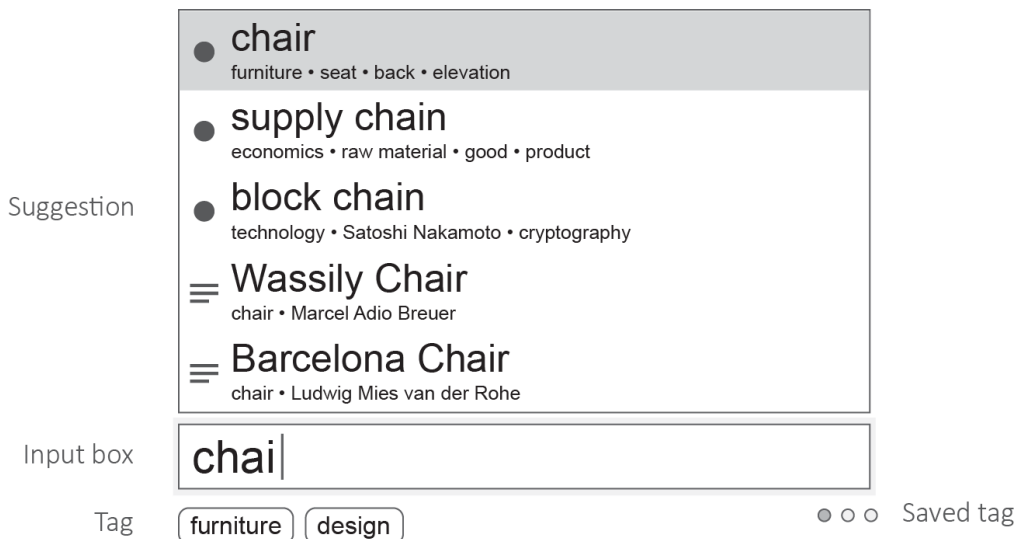 chair
furniture • seat • back • elevation
supply chain
economics • raw material • good • product
Suggestion
block chain
technology • Satoshi Nakamoto • cryptography
Wassily Chair
chair • Marcel Adio Breuer
Barcelona Chair
chair • Ludwig Mies van der Rohe
Input box
chai
Tag
furniture design
Saved tag